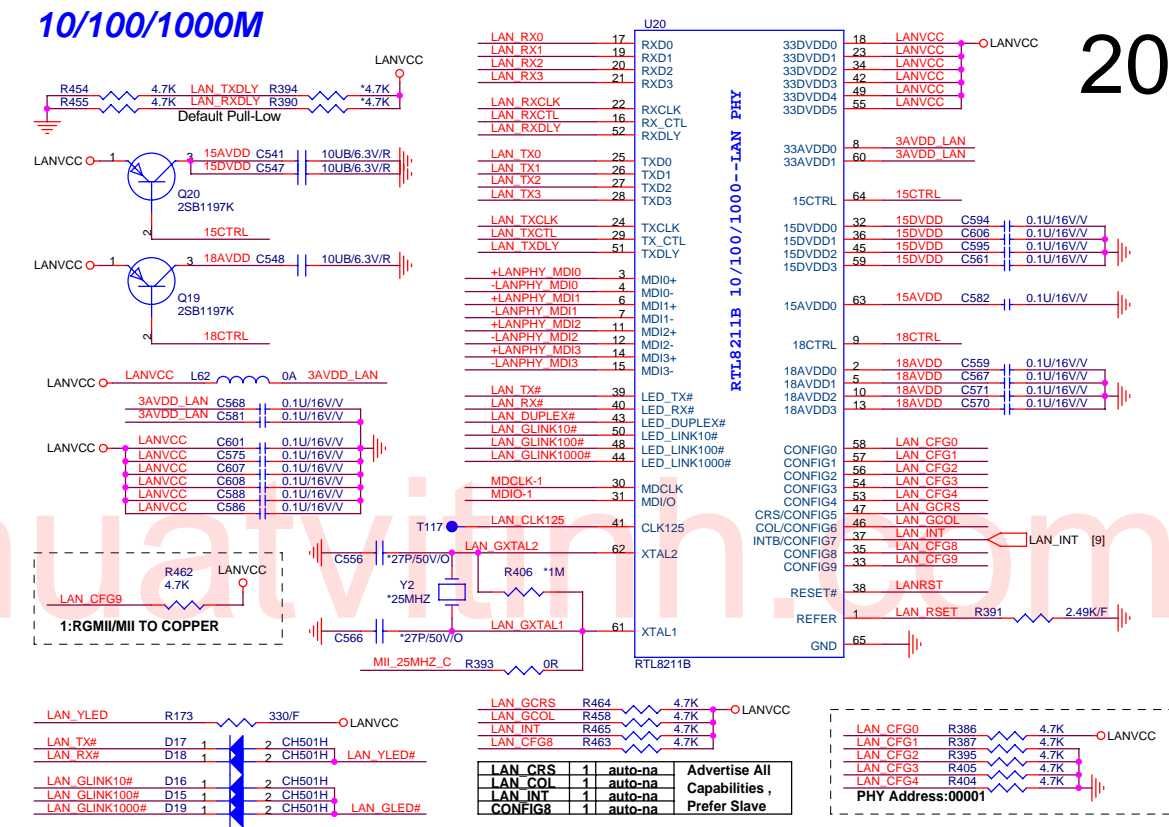 10/100/1000M
20
LANVCC
R454 4.7K LAN_TXDLY R394 *4.7K
R455 4.7K LAN_RXDLY R390 *4.7K
Default Pull-Low
LANVCC 1 3 15AVDD C541 10UB/6.3V/R
15DVDD C547 10UB/6.3V/R
Q20
2SB1197K
2 15CTRL
LANVCC 1 3 18AVDD C548 10UB/6.3V/R
Q19
2SB1197K
2 18CTRL
LANVCC LANVCC L62 0A 3AVDD_LAN
3AVDD_LAN C568 0.1U/16V/V
3AVDD_LAN C581 0.1U/16V/V
LANVCC LANVCC C601 0.1U/16V/V
LANVCC C575 0.1U/16V/V
LANVCC C607 0.1U/16V/V
LANVCC C608 0.1U/16V/V
LANVCC C588 0.1U/16V/V
LANVCC C586 0.1U/16V/V
U20
RTL8211B 10/100/1000--LAN PHY
LAN_RX0 17 RXD0
LAN_RX1 19 RXD1
LAN_RX2 20 RXD2
LAN_RX3 21 RXD3
LAN_RXCLK 22 RXCLK
LAN_RXCTL 16 RX_CTL
LAN_RXDLY 52 RXDLY
LAN_TX0 25 TXD0
LAN_TX1 26 TXD1
LAN_TX2 27 TXD2
LAN_TX3 28 TXD3
LAN_TXCLK 24 TXCLK
LAN_TXCTL 29 TX_CTL
LAN_TXDLY 51 TXDLY
+LANPHY_MDI0 3 MDI0+
-LANPHY_MDI0 4 MDI0-
+LANPHY_MDI1 6 MDI1+
-LANPHY_MDI1 7 MDI1-
+LANPHY_MDI2 11 MDI2+
-LANPHY_MDI2 12 MDI2-
+LANPHY_MDI3 14 MDI3+
-LANPHY_MDI3 15 MDI3-
LAN_TX# 39 LED_TX#
LAN_RX# 40 LED_RX#
LAN_DUPLEX# 43 LED_DUPLEX#
LAN_GLINK10# 50 LED_LINK10#
LAN_GLINK100# 48 LED_LINK100#
LAN_GLINK1000# 44 LED_LINK1000#
MDCLK-1 30 MDCLK
MDIO-1 31 MDI/O
T117 LAN_CLK125 41 CLK125
C556 *27P/50V/O LAN_GXTAL2 62 XTAL2
Y2
*25MHZ
R406 *1M
C566 *27P/50V/O LAN_GXTAL1 61 XTAL1
MII_25MHZ_C R393 0R
RTL8211B
33DVDD0 18 LANVCC LANVCC
33DVDD1 23 LANVCC
33DVDD2 34 LANVCC
33DVDD3 42 LANVCC
33DVDD4 49 LANVCC
33DVDD5 55 LANVCC
33AVDD0 8 3AVDD_LAN
33AVDD1 60 3AVDD_LAN
15CTRL 64 15CTRL
15DVDD0 32 15DVDD C594 0.1U/16V/V
15DVDD1 36 15DVDD C606 0.1U/16V/V
15DVDD2 45 15DVDD C595 0.1U/16V/V
15DVDD3 59 15DVDD C561 0.1U/16V/V
15AVDD0 63 15AVDD C582 0.1U/16V/V
18CTRL 9 18CTRL
18AVDD0 2 18AVDD C559 0.1U/16V/V
18AVDD1 5 18AVDD C567 0.1U/16V/V
18AVDD2 10 18AVDD C571 0.1U/16V/V
18AVDD3 13 18AVDD C570 0.1U/16V/V
CONFIG0 58 LAN_CFG0
CONFIG1 57 LAN_CFG1
CONFIG2 56 LAN_CFG2
CONFIG3 54 LAN_CFG3
CONFIG4 53 LAN_CFG4
CRS/CONFIG5 47 LAN_GCRS
COL/CONFIG6 46 LAN_GCOL
INTB/CONFIG7 37 LAN_INT LAN_INT [9]
CONFIG8 35 LAN_CFG8
CONFIG9 33 LAN_CFG9
RESET# 38 LANRST
REFER 1 LAN_RSET R391 2.49K/F
GND 65
huatvitinh.com
R462
4.7K
LANVCC
LAN_CFG9
1:RGMII/MII TO COPPER
LAN_YLED R173 330/F LANVCC
LAN_TX# D17 1 2 CH501H
LAN_RX# D18 1 2 CH501H LAN_YLED#
LAN_GLINK10# D16 1 2 CH501H
LAN_GLINK100# D15 1 2 CH501H
LAN_GLINK1000# D19 1 2 CH501H LAN_GLED#
LAN_GCRS R464 4.7K LANVCC
LAN_GCOL R458 4.7K
LAN_INT R465 4.7K
LAN_CFG8 R463 4.7K
LAN_CRS 1 auto-na Advertise All
LAN_COL 1 auto-na Capabilities ,
LAN_INT 1 auto-na Prefer Slave
CONFIG8 1 auto-na
LAN_CFG0 R386 4.7K LANVCC
LAN_CFG1 R387 4.7K
LAN_CFG2 R395 4.7K
LAN_CFG3 R405 4.7K
LAN_CFG4 R404 4.7K
PHY Address:00001